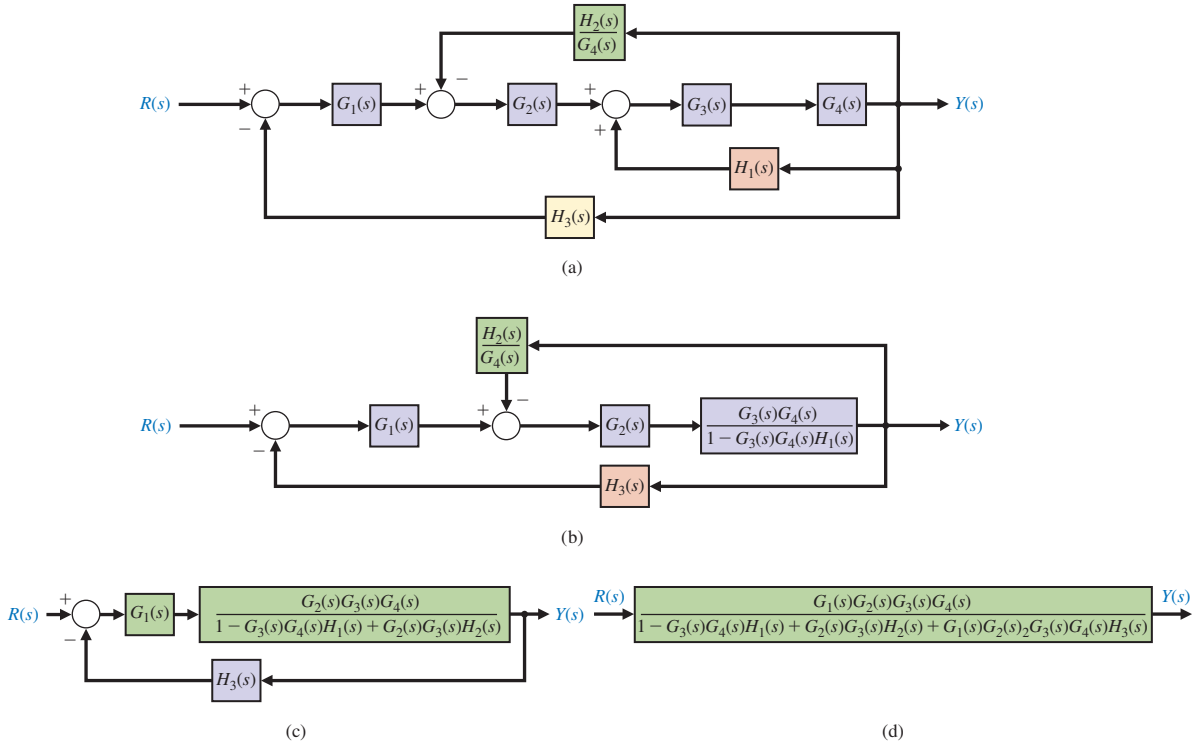 H2(s)
G4(s)
R(s) + − G1(s) + − G2(s) + + G3(s) G4(s) Y(s)
H1(s)
H3(s)
(a)
H2(s)
G4(s)
R(s) + − G1(s) + − G2(s) G3(s)G4(s) Y(s)
1 − G3(s)G4(s)H1(s)
H3(s)
(b)
R(s) + − G1(s) G2(s)G3(s)G4(s) Y(s)
1 − G3(s)G4(s)H1(s) + G2(s)G3(s)H2(s)
H3(s)
(c)
R(s) G1(s)G2(s)G3(s)G4(s) Y(s)
1 − G3(s)G4(s)H1(s) + G2(s)G3(s)H2(s) + G1(s)G2(s)2G3(s)G4(s)H3(s)
(d)